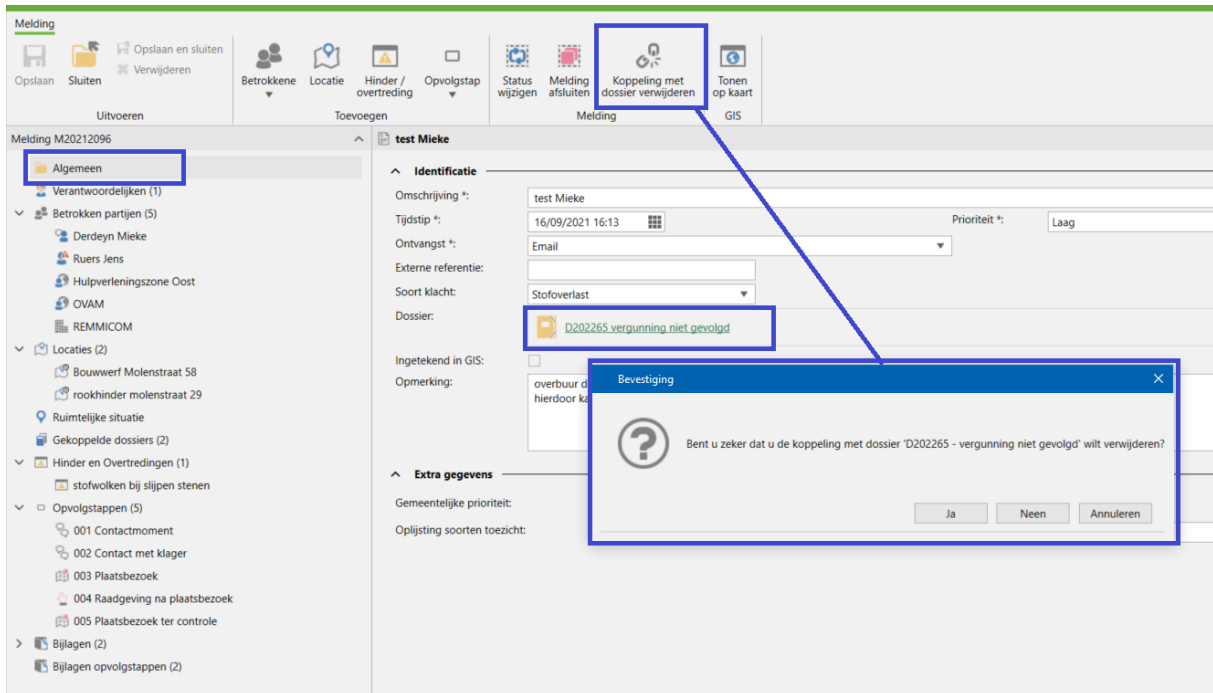 Melding
Opslaan
Sluiten
Opslaan en sluiten
Verwijderen
Uitvoeren
Betrokkene
Locatie
Hinder /
overtreding
Opvolgstap
Toevoegen
Status
wijzigen
Melding
afsluiten
Koppeling met
dossier verwijderen
Melding
Tonen
op kaart
GIS
Melding M20212096
Algemeen
Verantwoordelijken (1)
Betrokken partijen (5)
Derdeyn Mieke
Ruers Jens
Hulpverleningszone Oost
OVAM
REMMICOM
Locaties (2)
Bouwwerf Molenstraat 58
rookhinder molenstraat 29
Ruimtelijke situatie
Gekoppelde dossiers (2)
Hinder en Overtredingen (1)
stofwolken bij slijpen stenen
Opvolgstappen (5)
001 Contactmoment
002 Contact met klager
003 Plaatsbezoek
004 Raadgeving na plaatsbezoek
005 Plaatsbezoek ter controle
Bijlagen (2)
Bijlagen opvolgstappen (2)
test Mieke
Identificatie
Omschrijving *: test Mieke
Tijdstip *: 16/09/2021 16:13 Prioriteit *: Laag
Ontvangst *: Email
Externe referentie:
Soort klacht: Stofoverlast
Dossier: D202265 vergunning niet gevolgd
Ingetekend in GIS:
Opmerking: overbuur d
hierdoor ka
Extra gegevens
Gemeentelijke prioriteit:
Oplijsting soorten toezicht:
Bevestiging
Bent u zeker dat u de koppeling met dossier 'D202265 - vergunning niet gevolgd' wilt verwijderen?
Ja Neen Annuleren